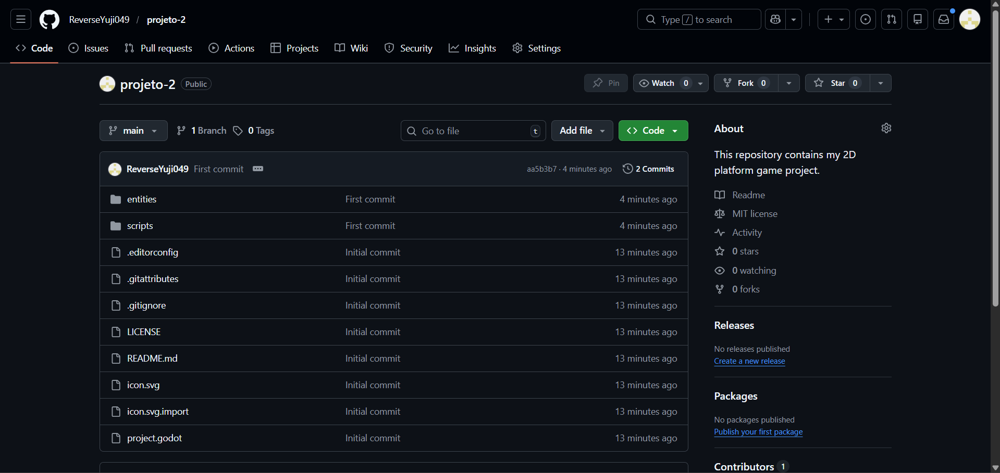 ReverseYuji049 / projeto-2
Type / to search
Code
Issues
Pull requests
Actions
Projects
Wiki
Security
Insights
Settings
projeto-2 Public
Pin
Watch 0
Fork 0
Star 0
main
1 Branch
0 Tags
Go to file t
Add file
Code
ReverseYuji049 First commit
aa5b3b7 · 4 minutes ago
2 Commits
entities First commit 4 minutes ago
scripts First commit 4 minutes ago
.editorconfig Initial commit 13 minutes ago
.gitattributes Initial commit 13 minutes ago
.gitignore Initial commit 13 minutes ago
LICENSE Initial commit 13 minutes ago
README.md Initial commit 13 minutes ago
icon.svg Initial commit 13 minutes ago
icon.svg.import Initial commit 13 minutes ago
project.godot Initial commit 13 minutes ago
About
This repository contains my 2D
platform game project.
Readme
MIT license
Activity
0 stars
0 watching
0 forks
Releases
No releases published
Create a new release
Packages
No packages published
Publish your first package
Contributors 1